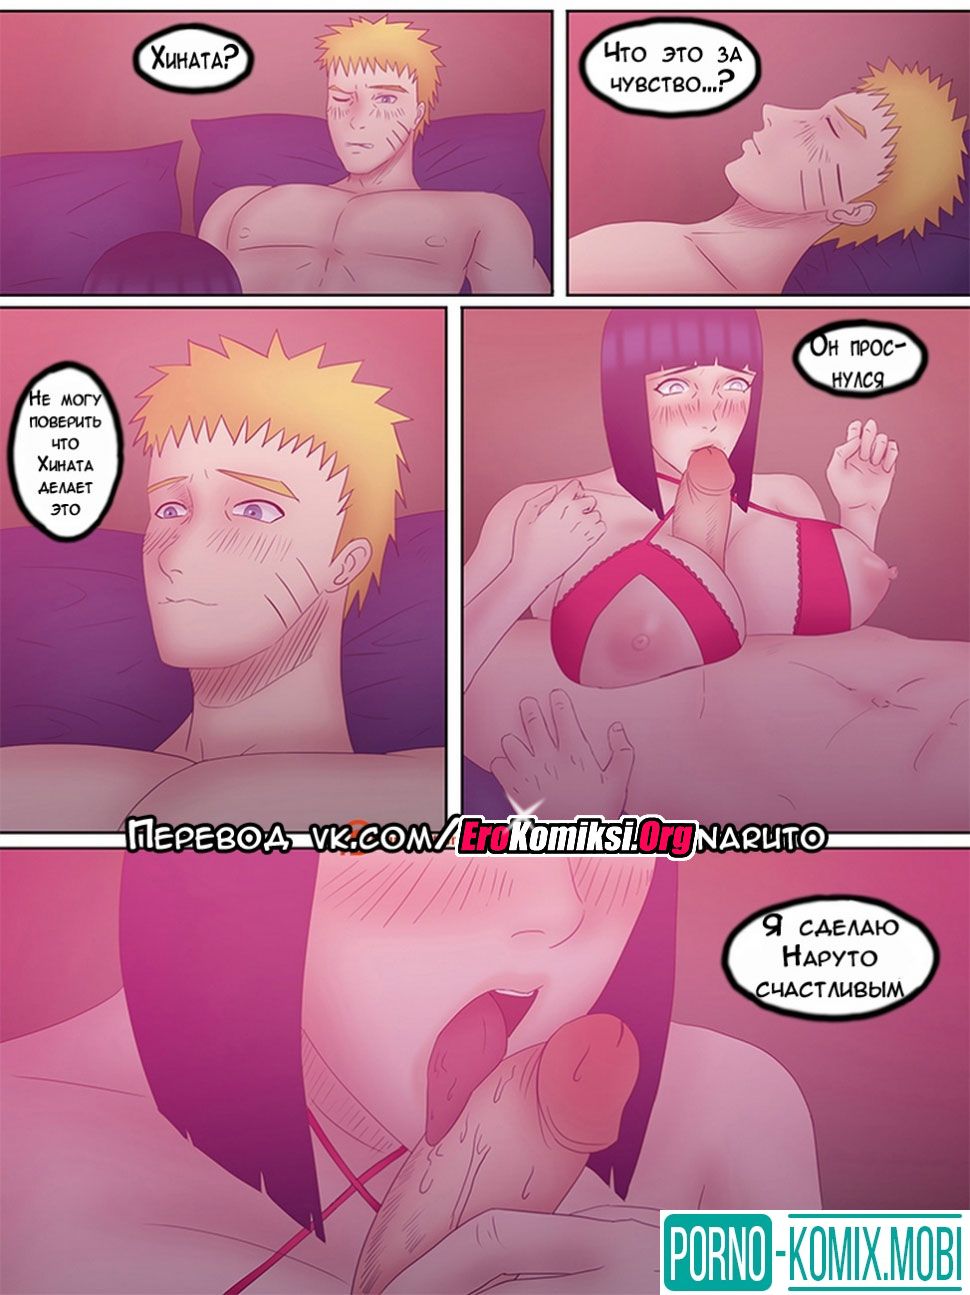 Хината?
Что это за
чувство...?
Не могу
поверить
что
Хината
делает
это
Он прос-
нулся
Перевод vk.com/
EroKomiksi.Org
naruto
Я сделаю
Наруто
счастливым
PORNO-KOMIX.MOBI